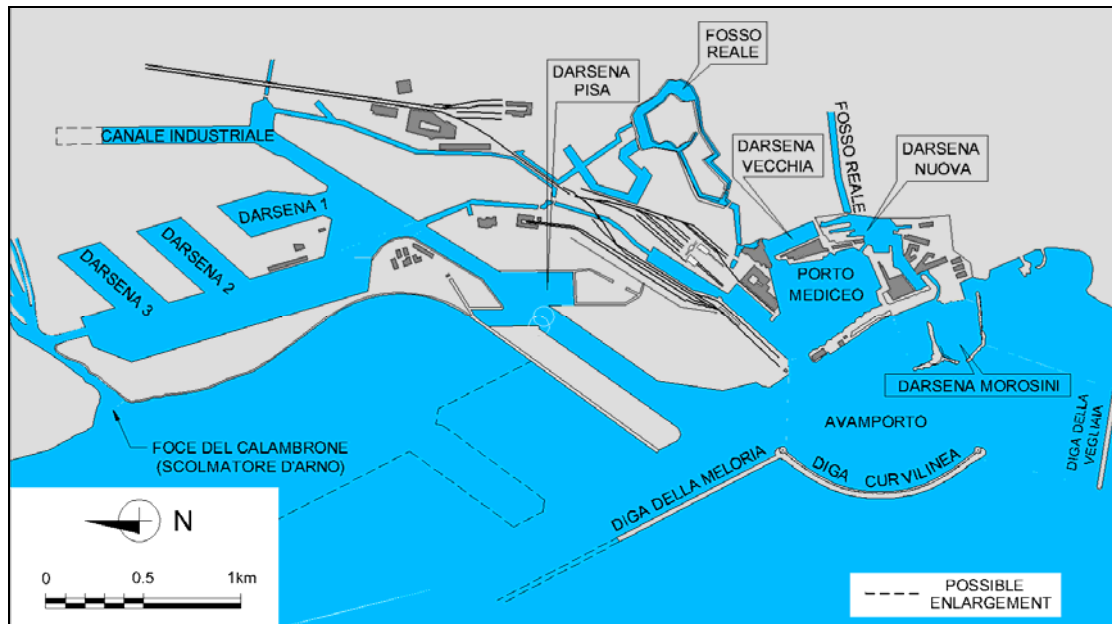 FOSSO
REALE
DARSENA
PISA
CANALE INDUSTRIALE
DARSENA
VECCHIA
FOSSO REALE
DARSENA
NUOVA
DARSENA 1
DARSENA 2
DARSENA 3
PORTO
MEDICEO
DARSENA MOROSINI
AVAMPORTO
DIGA DELLA
VEGLIAIA
FOCE DEL CALAMBRONE
(SCOLMATORE D'ARNO)
DIGA DELLA MELORIA
DIGA CURVILINEA
N
0 0.5 1km
POSSIBLE
ENLARGEMENT